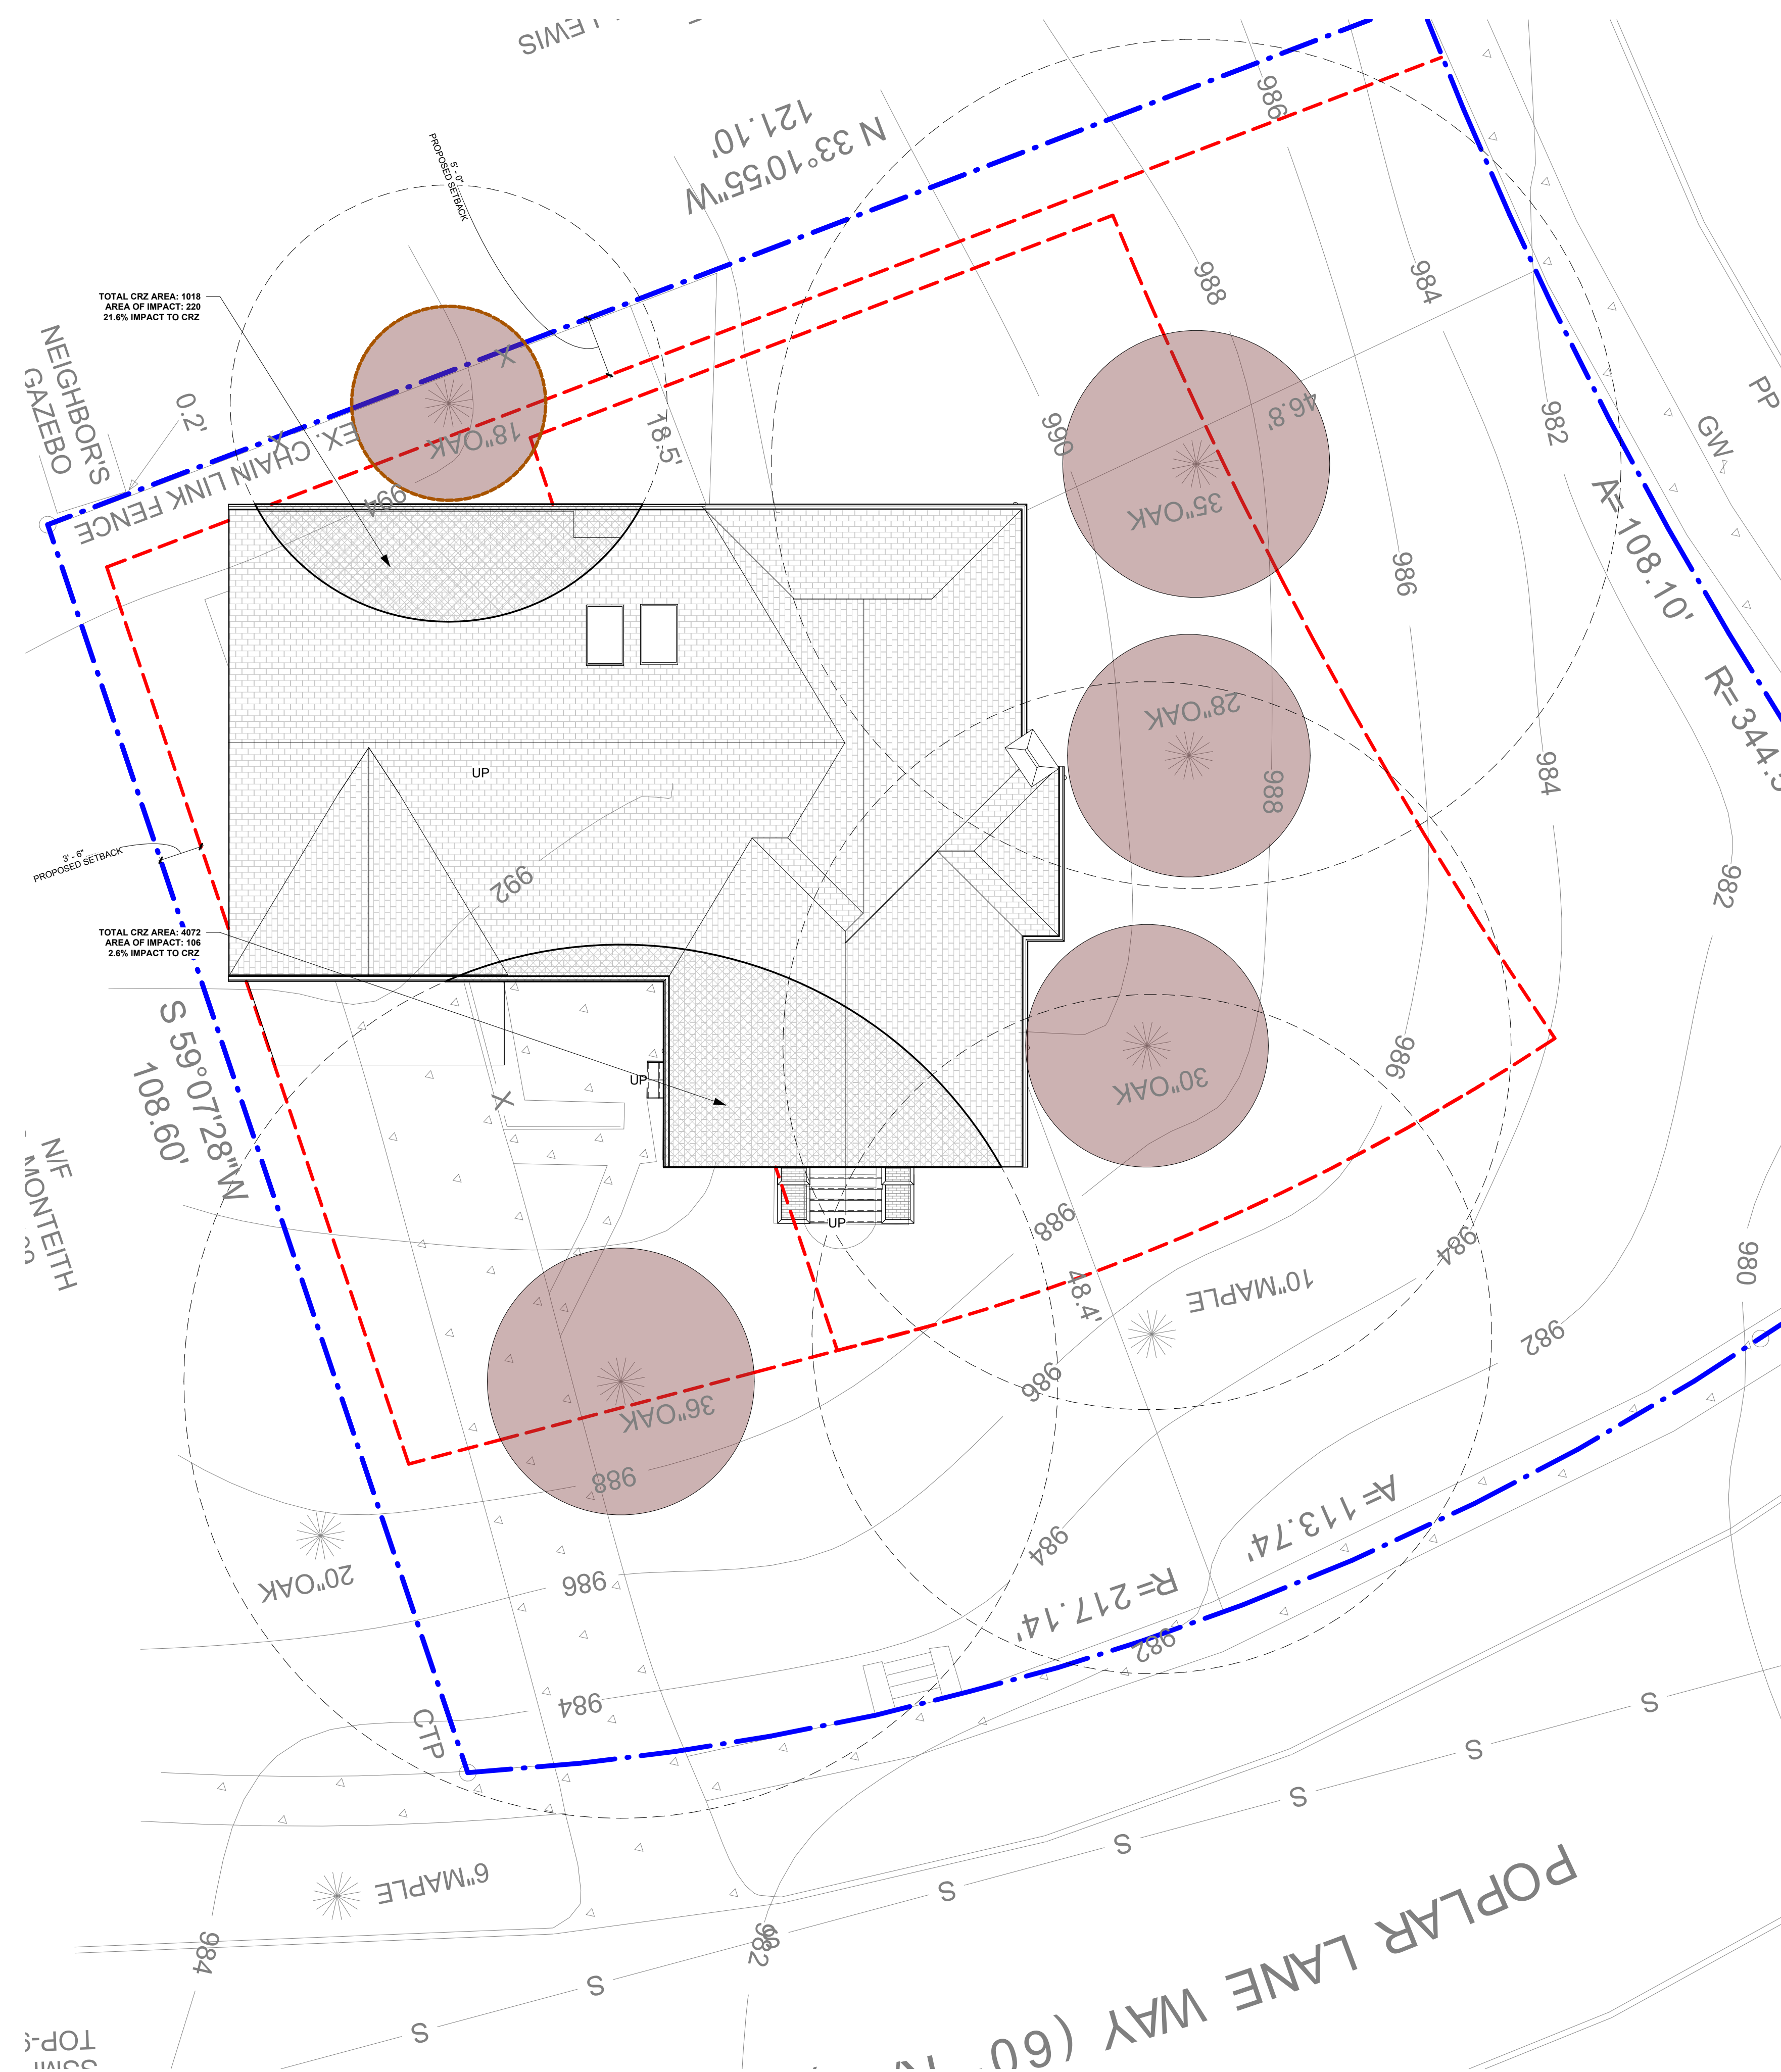 LEWIS
N 33°10'55"W
121.10'
5' - 0"
PROPOSED SETBACK
986
988
984
982
TOTAL CRZ AREA: 1018
AREA OF IMPACT: 220
21.6% IMPACT TO CRZ
NEIGHBOR'S
GAZEBO
0.2'
EX. CHAIN LINK FENCE
X
X
18"OAK
18.5'
994
990
46.8'
35"OAK
PP
GW
A= 108.10'
986
28"OAK
988
984
982
UP
992
3' - 6"
PROPOSED SETBACK
TOTAL CRZ AREA: 4072
AREA OF IMPACT: 106
2.6% IMPACT TO CRZ
S 59°07'28"W
108.60'
N/F
MONTEITH
X
UP
UP
30"OAK
986
988
48.4'
10"MAPLE
984
982
980
36"OAK
986
988
984
20"OAK
986
984
982
A= 113.74'
R=217.14'
CTP
6"MAPLE
984
982
S
S
S
S
S
S
S
POPLAR LANE WAY (60'